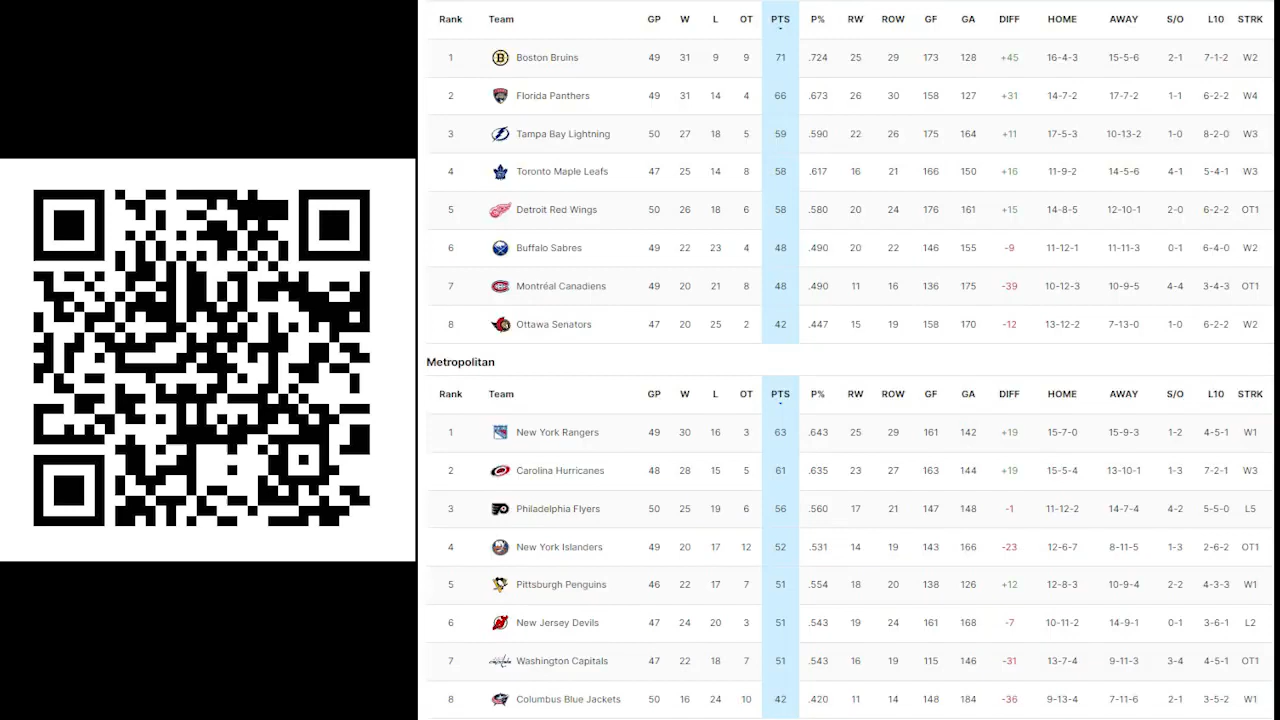 Rank Team GP W L OT PTS P% RW ROW GF GA DIFF HOME AWAY S/O L10 STRK
1 Boston Bruins 49 31 9 9 71 .724 25 29 173 128 +45 16-4-3 15-5-6 2-1 7-1-2 W2
2 Florida Panthers 49 31 14 4 66 .673 26 30 158 127 +31 14-7-2 17-7-2 1-1 6-2-2 W4
3 Tampa Bay Lightning 50 27 18 5 59 .590 22 26 175 164 +11 17-5-3 10-13-2 1-0 8-2-0 W3
4 Toronto Maple Leafs 47 25 14 8 58 .617 16 21 166 150 +16 11-9-2 14-5-6 4-1 5-4-1 W3
5 Detroit Red Wings 50 26 18 6 58 .580 20 24 176 161 +15 14-8-5 12-10-1 2-0 6-2-2 OT1
6 Buffalo Sabres 49 22 23 4 48 .490 20 22 146 155 -9 11-12-1 11-11-3 0-1 6-4-0 W2
7 Montréal Canadiens 49 20 21 8 48 .490 11 16 136 175 -39 10-12-3 10-9-5 4-4 3-4-3 OT1
8 Ottawa Senators 47 20 25 2 42 .447 15 19 158 170 -12 13-12-2 7-13-0 1-0 6-2-2 W2
Metropolitan
Rank Team GP W L OT PTS P% RW ROW GF GA DIFF HOME AWAY S/O L10 STRK
1 New York Rangers 49 30 16 3 63 .643 25 29 161 142 +19 15-7-0 15-9-3 1-2 4-5-1 W1
2 Carolina Hurricanes 48 28 15 5 61 .635 23 27 163 144 +19 15-5-4 13-10-1 1-3 7-2-1 W3
3 Philadelphia Flyers 50 25 19 6 56 .560 17 21 147 148 -1 11-12-2 14-7-4 4-2 5-5-0 L5
4 New York Islanders 49 20 17 12 52 .531 14 19 143 166 -23 12-6-7 8-11-5 1-3 2-6-2 OT1
5 Pittsburgh Penguins 46 22 17 7 51 .554 18 20 138 126 +12 12-8-3 10-9-4 2-2 4-3-3 W1
6 New Jersey Devils 47 24 20 3 51 .543 19 24 161 168 -7 10-11-2 14-9-1 0-1 3-6-1 L2
7 Washington Capitals 47 22 18 7 51 .543 16 19 115 146 -31 13-7-4 9-11-3 3-4 4-5-1 OT1
8 Columbus Blue Jackets 50 16 24 10 42 .420 11 14 148 184 -36 9-13-4 7-11-6 2-1 3-5-2 W1